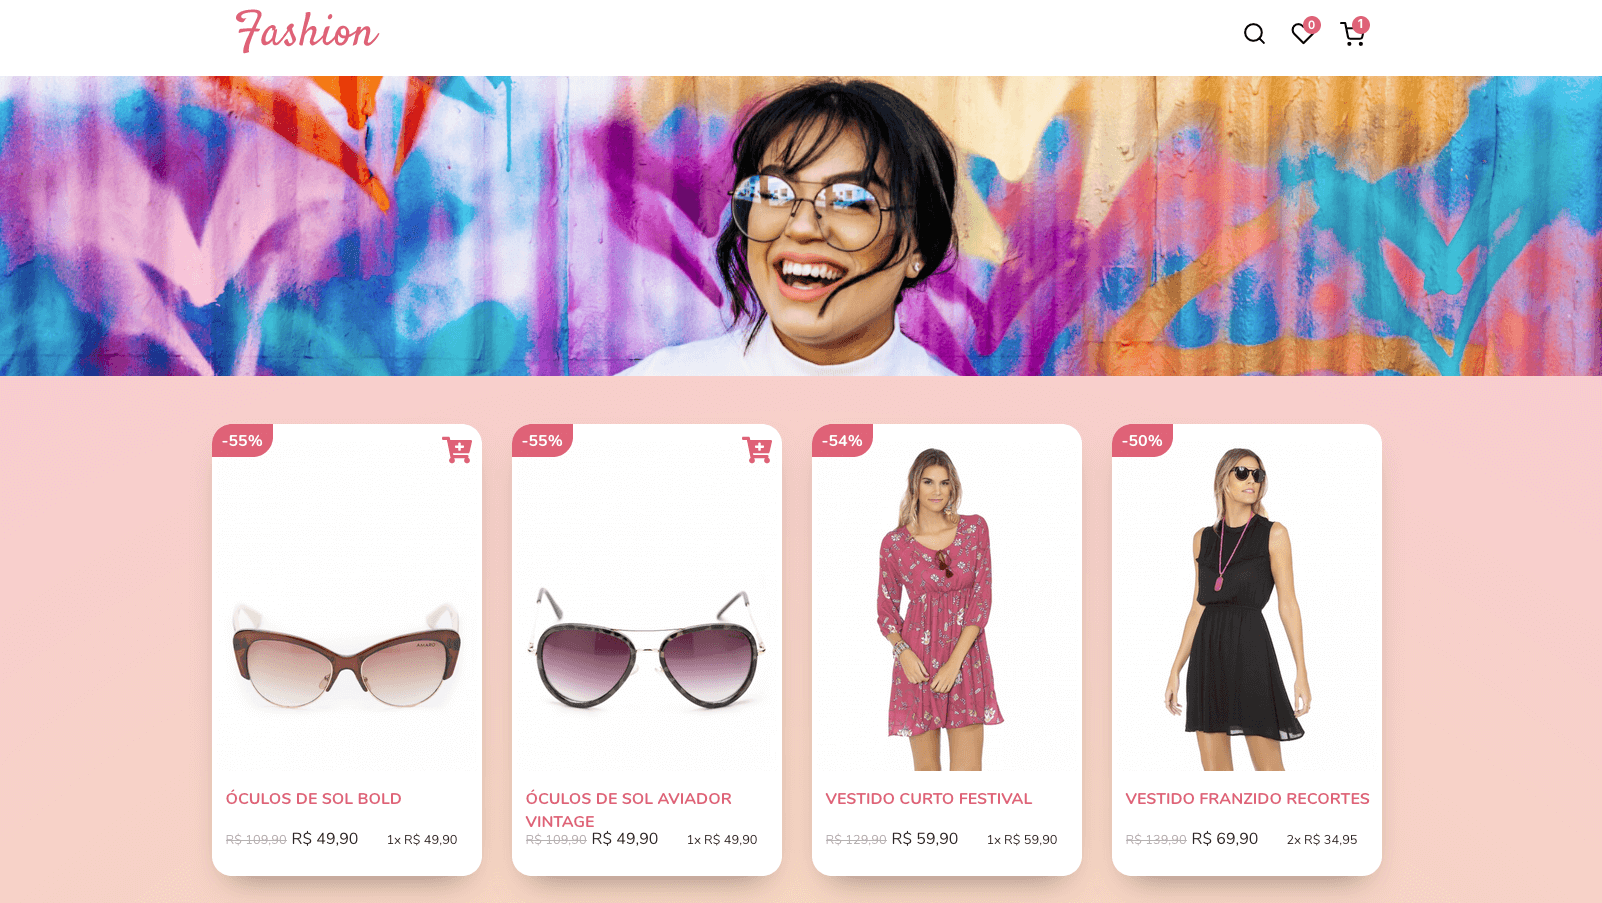 Fashion
0
1
-55%
-55%
-54%
-50%
AMARO
ÓCULOS DE SOL BOLD
R$ 109,90 R$ 49,90 1x R$ 49,90
ÓCULOS DE SOL AVIADOR
VINTAGE
R$ 109,90 R$ 49,90 1x R$ 49,90
VESTIDO CURTO FESTIVAL
R$ 129,90 R$ 59,90 1x R$ 59,90
VESTIDO FRANZIDO RECORTES
R$ 139,90 R$ 69,90 2x R$ 34,95